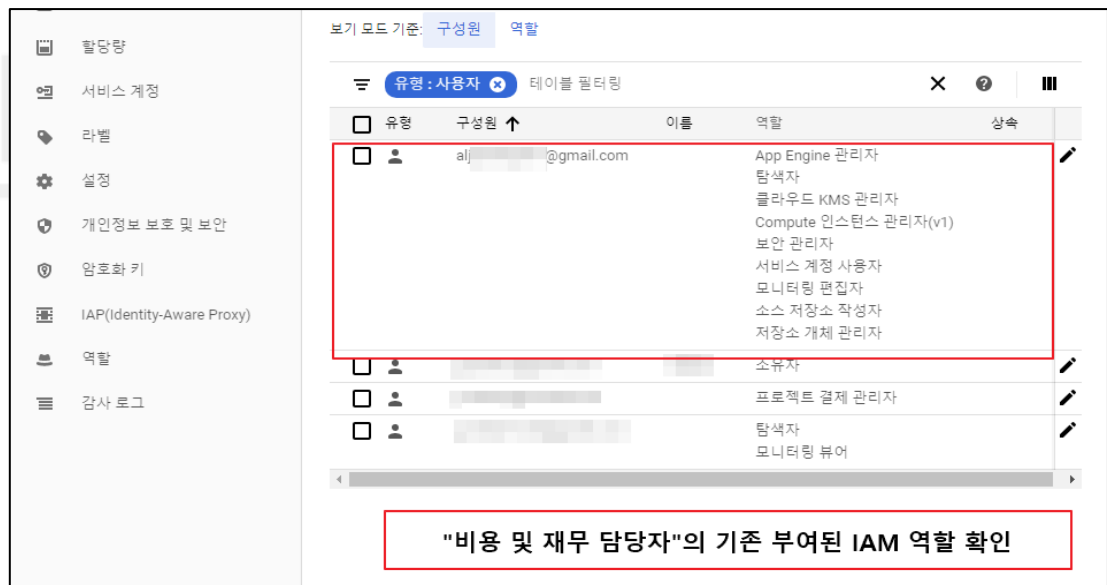 보기 모드 기준: 구성원 역할
할당량
서비스 계정
라벨
설정
개인정보 보호 및 보안
암호화 키
IAP(Identity-Aware Proxy)
역할
감사 로그
유형 : 사용자 테이블 필터링
유형 구성원 이름 역할 상속
alj @gmail.com App Engine 관리자
탐색자
클라우드 KMS 관리자
Compute 인스턴스 관리자(v1)
보안 관리자
서비스 계정 사용자
모니터링 편집자
소스 저장소 작성자
저장소 개체 관리자
소유자
프로젝트 결제 관리자
탐색자
모니터링 뷰어
"비용 및 재무 담당자"의 기존 부여된 IAM 역할 확인